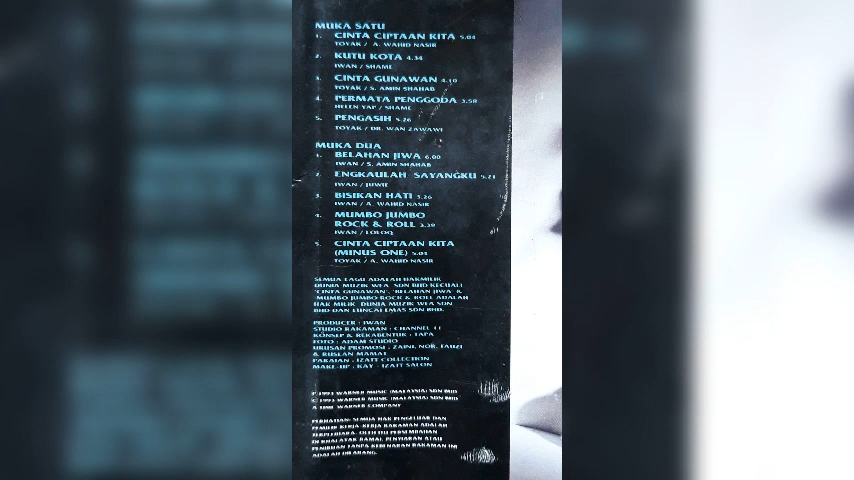 MUKA SATU
1. CINTA CIPTAAN KITA 5.04
TOYAK / A. WAHID NASIR
2. KUTU KOTA 4.34
IWAN / SHAME
3. CINTA GUNAWAN 4.10
TOYAK / S. AMIN SHAHAB
4. PERMATA PENGGODA 3.58
HELEN YAP / SHAME
5. PENGASIH 5.26
TOYAK / DR. WAN ZAWAWI
MUKA DUA
1. BELAHAN JIWA 6.00
IWAN / S. AMIN SHAHAB
2. ENGKAULAH SAYANGKU 5.21
IWAN / JUWIE
3. BISIKAN HATI 5.26
IWAN / A. WAHID NASIR
4. MUMBO JUMBO
ROCK & ROLL 3.39
IWAN / LOLOQ
5. CINTA CIPTAAN KITA
(MINUS ONE) 5.04
TOYAK / A. WAHID NASIR
SEMUA LAGU ADALAH HAKMILIK
DUNIA MUZIK WEA SDN BHD KECUALI
'CINTA GUNAWAN', 'BELAHAN JIWA' &
'MUMBO JUMBO ROCK & ROLL ADALAH
HAK MILIK DUNIA MUZIK WEA SDN
BHD DAN LUNCAI EMAS SDN BHD.
PRODUCER : IWAN
STUDIO RAKAMAN : CHANNEL 11
KONSEP & REKABENTUK : TAPA
FOTO : ADAM STUDIO
URUSAN PROMOSI : ZAINI, NOR, FAUZI
& RUSLAN MAMAT
PAKAIAN : IZATT COLLECTION
MAKE-UP : KAY - IZATT SALON
P 1993 WARNER MUSIC (MALAYSIA) SDN BHD
© 1993 WARNER MUSIC (MALAYSIA) SDN BHD
A TIME WARNER COMPANY
PERHATIAN: SEMUA HAK PENGELUAR DAN
PEMILIK KERJA-KERJA RAKAMAN ADALAH
TERPELIHARA. OLEH ITU PERSEMBAHAN
DI KHALAYAK RAMAI, PENYIARAN ATAU
PENIRUAN TANPA KEBENARAN RAKAMAN INI
ADALAH DILARANG.